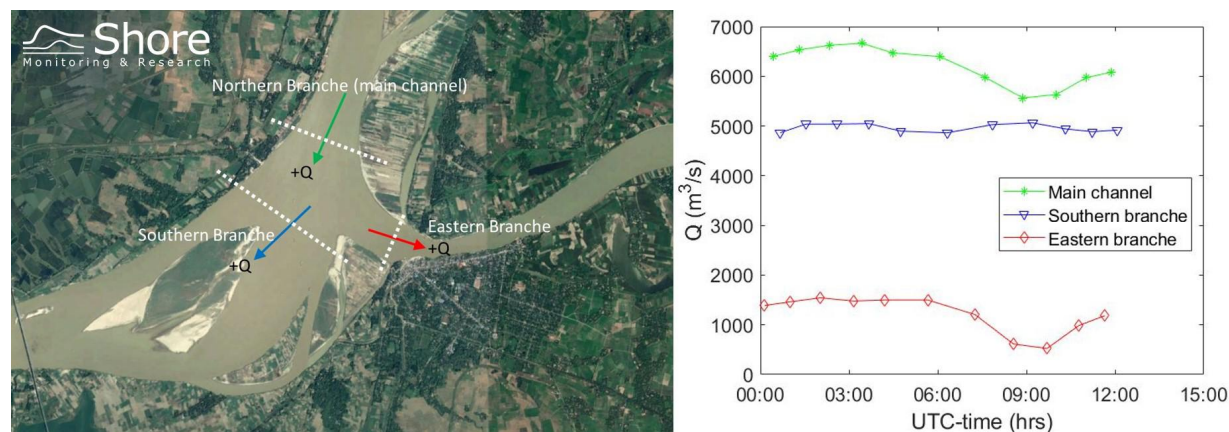 Shore
Monitoring & Research
Northern Branche (main channel)
+Q
Southern Branche
+Q
Eastern Branche
+Q
7000
6000
5000
4000
3000
2000
1000
0
Q (m³/s)
Main channel
Southern branche
Eastern branche
00:00 03:00 06:00 09:00 12:00 15:00
UTC-time (hrs)